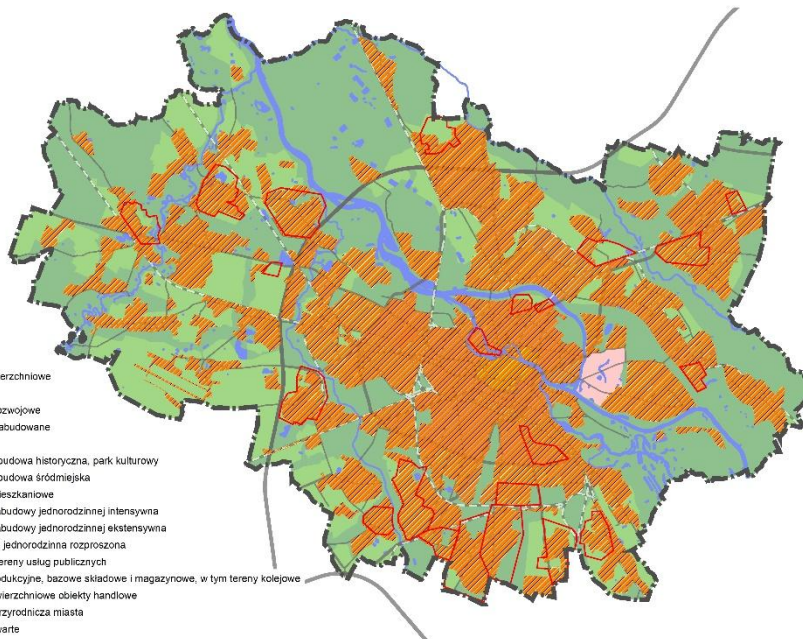 erzchniowe
ozwojowe
abudowane
budowa historyczna, park kulturowy
budowa śródmiejska
ieszkaniowe
abudowy jednorodzinnej intensywna
abudowy jednorodzinnej ekstensywna
jednorodzinna rozproszona
ereny usług publicznych
odukcyjne, bazowe składowe i magazynowe, w tym tereny kolejowe
wierzchniowe obiekty handlowe
rzyrodnicza miasta
warte